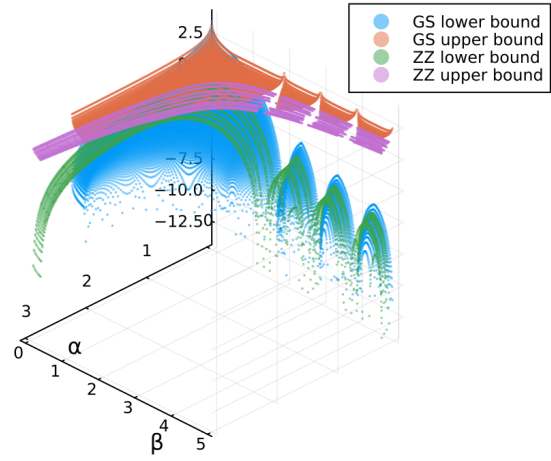 GS lower bound
GS upper bound
ZZ lower bound
ZZ upper bound
2.5
−7.5
−10.0
−12.50
1
2
3
α
0
1
2
3
4
5
β